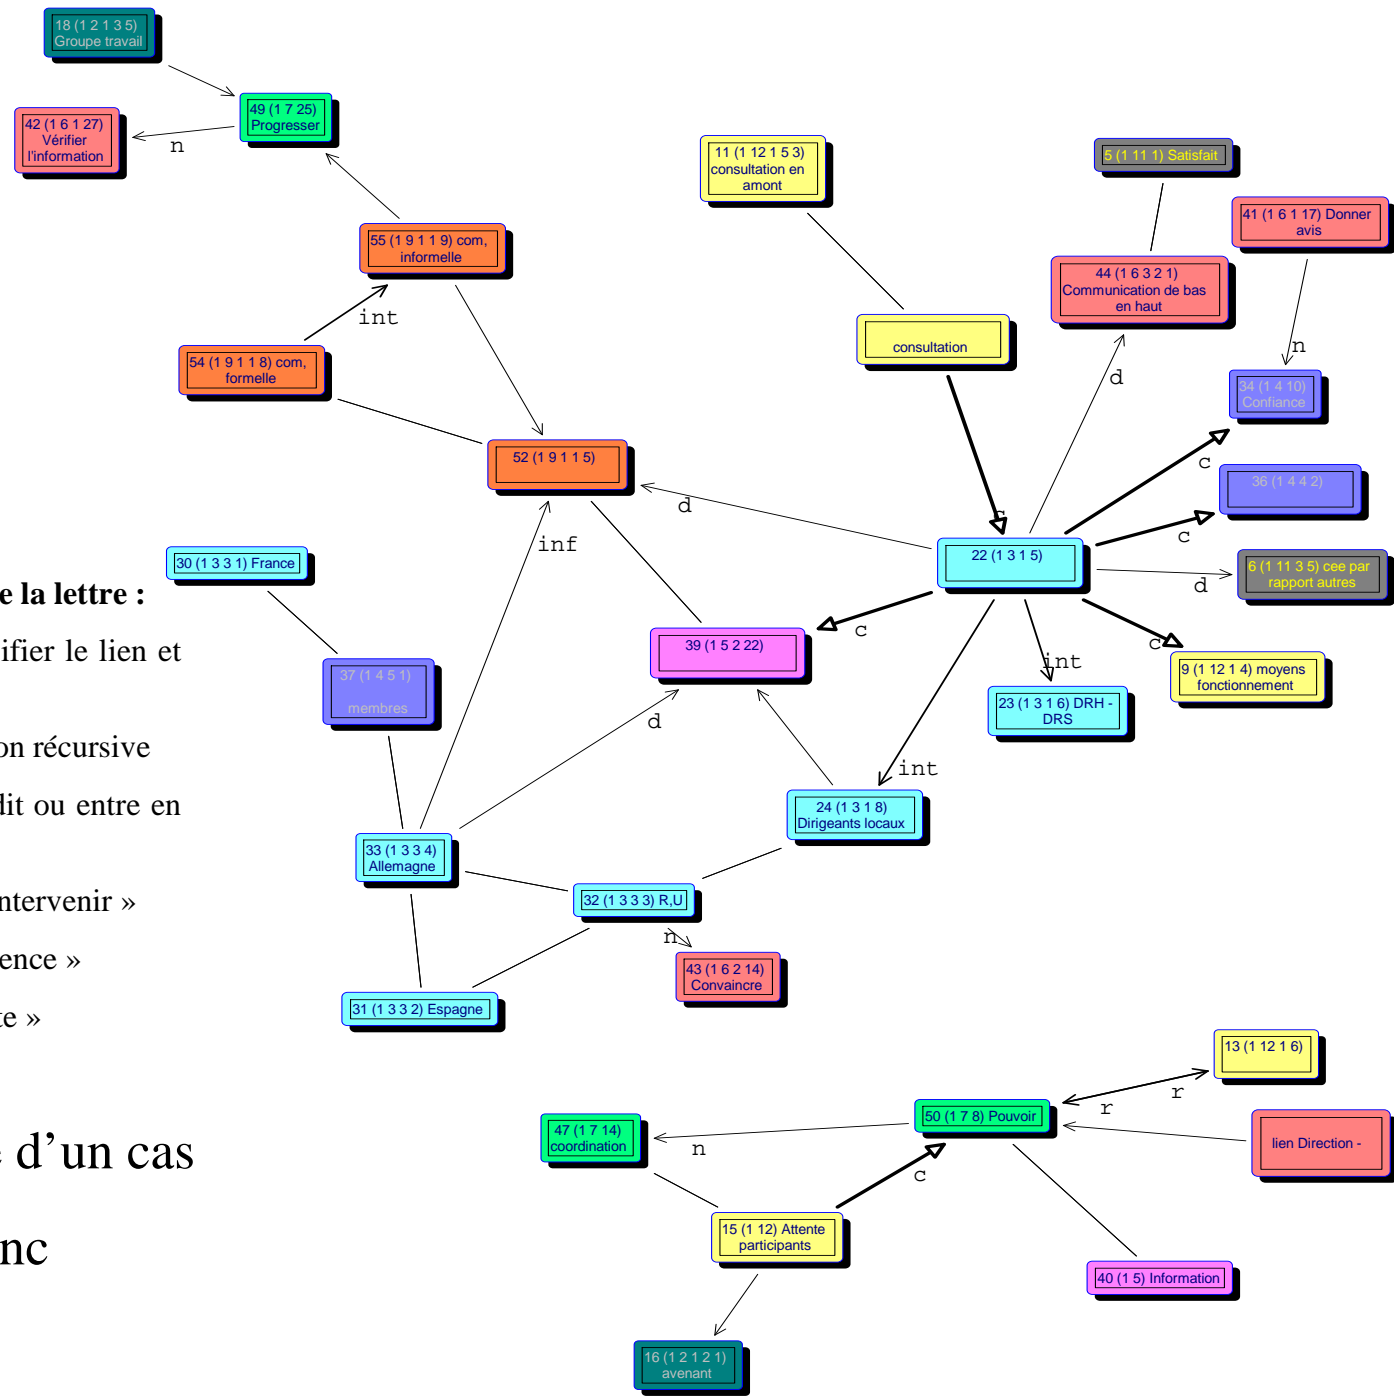 18 (1 2 1 3 5)
Groupe travail
49 (1 7 25)
Progresser
42 (1 6 1 27)
Vérifier
l'information
n
11 (1 12 1 5 3)
consultation en
amont
5 (1 11 1) Satisfait
41 (1 6 1 17) Donner
avis
55 (1 9 1 1 9) com,
informelle
44 (1 6 3 2 1)
Communication de bas
en haut
int
consultation
n
54 (1 9 1 1 8) com,
formelle
d
34 (1 4 10)
Confiance
52 (1 9 1 1 5)
c
36 (1 4 4 2)
d
c
inf
c
30 (1 3 3 1) France
22 (1 3 1 5)
6 (1 11 3 5) cee par
rapport autres
d
e la lettre :
c
39 (1 5 2 22)
c
ifier le lien et
int
9 (1 12 1 4) moyens
fonctionnement
37 (1 4 5 1)
membres
23 (1 3 1 6) DRH -
DRS
d
on récursive
int
dit ou entre en
24 (1 3 1 8)
Dirigeants locaux
33 (1 3 3 4)
Allemagne
ntervenir »
32 (1 3 3 3) R,U
n
ence »
43 (1 6 2 14)
Convaincre
31 (1 3 3 2) Espagne
te »
13 (1 12 1 6)
r
r
50 (1 7 8) Pouvoir
47 (1 7 14)
coordination
n
lien Direction -
e d’un cas
c
15 (1 12) Attente
participants
nc
40 (1 5) Information
16 (1 2 1 2 1)
avenant